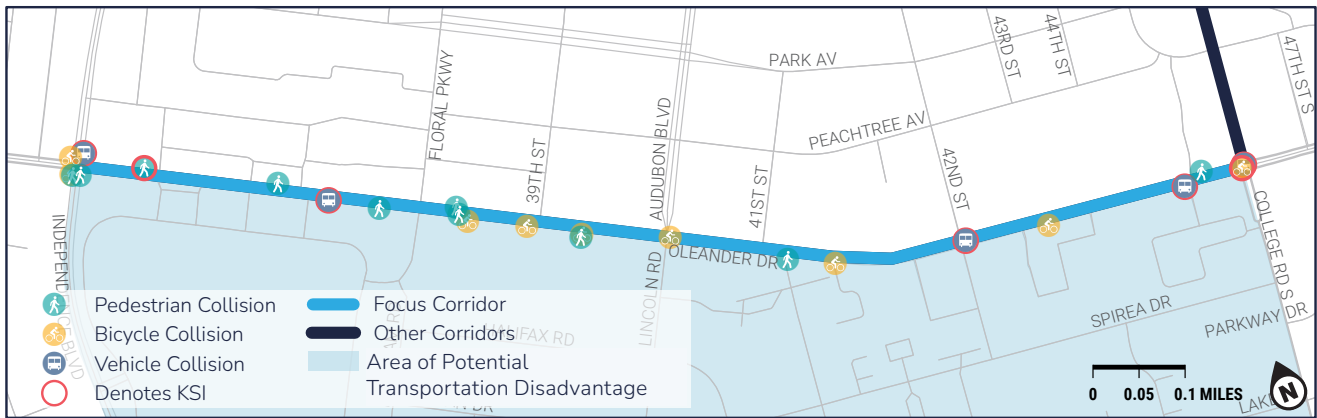 PARK AV
43RD ST
44TH ST
47TH ST S
FLORAL PKWY
39TH ST
AUDUBON BLVD
41ST ST
PEACHTREE AV
42ND ST
OLEANDER DR
LINCOLN RD
INDEPENDENCE BLVD
HALIFAX RD
SPIREA DR
COLLEGE RD S
PARKWAY DR
Pedestrian Collision
Bicycle Collision
Vehicle Collision
Denotes KSI
Focus Corridor
Other Corridors
Area of Potential
Transportation Disadvantage
0 0.05 0.1 MILES
N